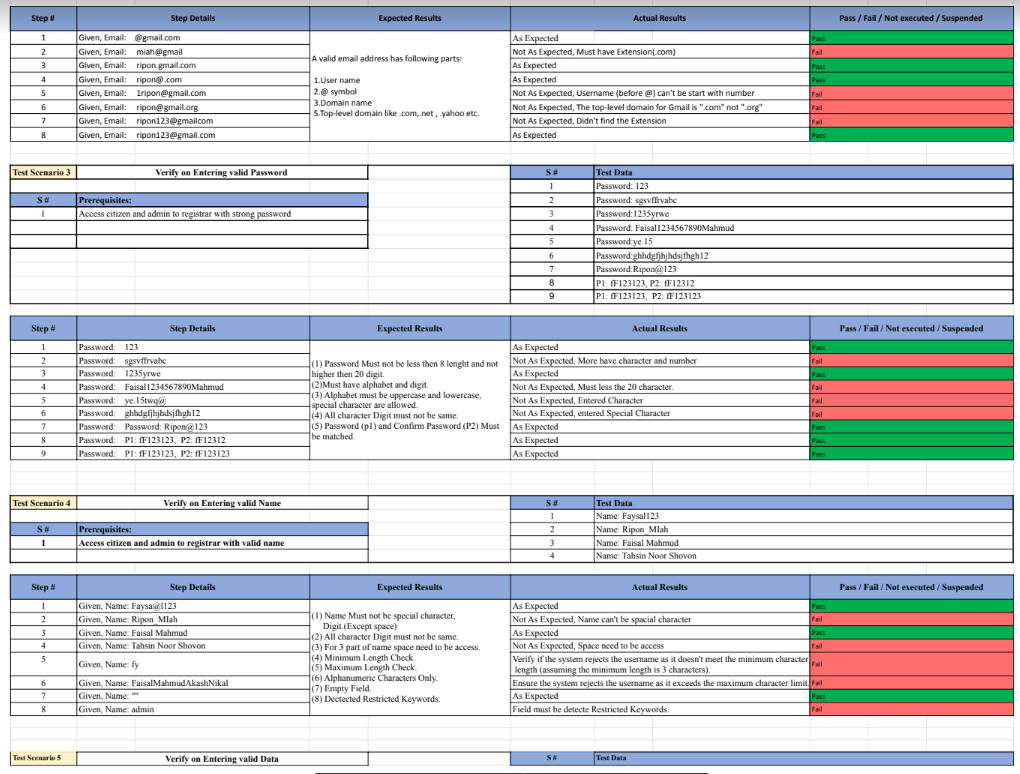 Step # Step Details Expected Results Actual Results Pass / Fail / Not executed / Suspended
1 Given, Email: @gmail.com As Expected Pass
2 Given, Email: miah@gmail Not As Expected, Must have Extension(.com) Fail
3 Given, Email: ripon.gmail.com As Expected Pass
4 Given, Email: ripon@.com As Expected Pass
5 Given, Email: 1ripon@gmail.com Not As Expected, Username (before @) can't be start with number Fail
6 Given, Email: ripon@gmail.org Not As Expected, The top-level domain for Gmail is ".com" not ".org" Fail
7 Given, Email: ripon123@gmailcom Not As Expected, Didn't find the Extension Fail
8 Given, Email: ripon123@gmail.com As Expected Pass
A valid email address has following parts:
1.User name
2.@ symbol
3.Domain name
5.Top-level domain like .com,.net , .yahoo etc.
Test Scenario 3 Verify on Entering valid Password
S # Prerequisites:
1 Access citizen and admin to registrar with strong password
S # Test Data
1 Password: 123
2 Password: sgsvffrvabc
3 Password:1235yrwe
4 Password: Faisal1234567890Mahmud
5 Password:ye.15
6 Password:ghhdgfjhjhdsjfhgh12
7 Password:Ripon@123
8 P1: fF123123, P2: fF12312
9 P1: fF123123, P2: fF123123
Step # Step Details Expected Results Actual Results Pass / Fail / Not executed / Suspended
1 Password: 123 As Expected Pass
2 Password: sgsvffrvabc Not As Expected, More have character and number Fail
3 Password: 1235yrwe As Expected Pass
4 Password: Faisal1234567890Mahmud Not As Expected, Must less the 20 character. Fail
5 Password: ye.15twq@ Not As Expected, Entered Character Fail
6 Password: ghhdgfjhjhdsjfhgh12 Not As Expected, entered Special Character Fail
7 Password: Password: Ripon@123 As Expected Pass
8 Password: P1: fF123123, P2: fF12312 As Expected Pass
9 Password: P1: fF123123, P2: fF123123 As Expected Pass
(1) Password Must not be less then 8 lenght and not
higher then 20 digit.
(2)Must have alphabet and digit.
(3) Alphabet must be uppercase and lowercase,
special character are allowed.
(4) All character Digit must not be same.
(5) Password (p1) and Confirm Password (P2) Must
be matched.
Test Scenario 4 Verify on Entering valid Name
S # Prerequisites:
1 Access citizen and admin to registrar with valid name
S # Test Data
1 Name: Faysal123
2 Name: Ripon_MIah
3 Name: Faisal Mahmud
4 Name: Tahsin Noor Shovon
Step # Step Details Expected Results Actual Results Pass / Fail / Not executed / Suspended
1 Given, Name: Faysa@l123 As Expected Pass
2 Given, Name: Ripon_MIah Not As Expected, Name can't be spacial character Fail
3 Given, Name: Faisal Mahmud As Expected Pass
4 Given, Name: Tahsin Noor Shovon Not As Expected, Space need to be access Fail
5 Given, Name: fy Verify if the system rejects the username as it doesn't meet the minimum character
length (assuming the minimum length is 3 characters). Fail
6 Given, Name: FaisalMahmudAkashNikal Ensure the system rejects the username as it exceeds the maximum character limit. Fail
7 Given, Name: "" As Expected Pass
8 Given, Name: admin Field must be detecte Restricted Keywords. Fail
(1) Name Must not be special character,
Digit.(Except space)
(2) All character Digit must not be same.
(3) For 3 part of name space need to be access.
(4) Minimum Length Check.
(5) Maximum Length Check.
(6) Alphanumeric Characters Only.
(7) Empty Field.
(8) Dectected Restricted Keywords.
Test Scenario 5 Verify on Entering valid Data S # Test Data